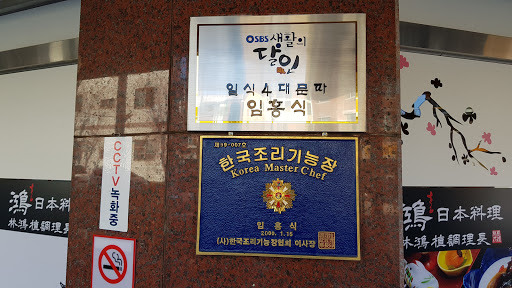 SBS 생활의
달인
일식 4 대 문파
임홍식
제99-007호
한국조리기능장
Korea Master Chef
임 홍 식
2000. 1. 15
(사)한국조리기능장협회 이사장
CCTV 녹화중
鴻 日本料理
林鴻植調理長
鴻 日本料理
林鴻植調理長